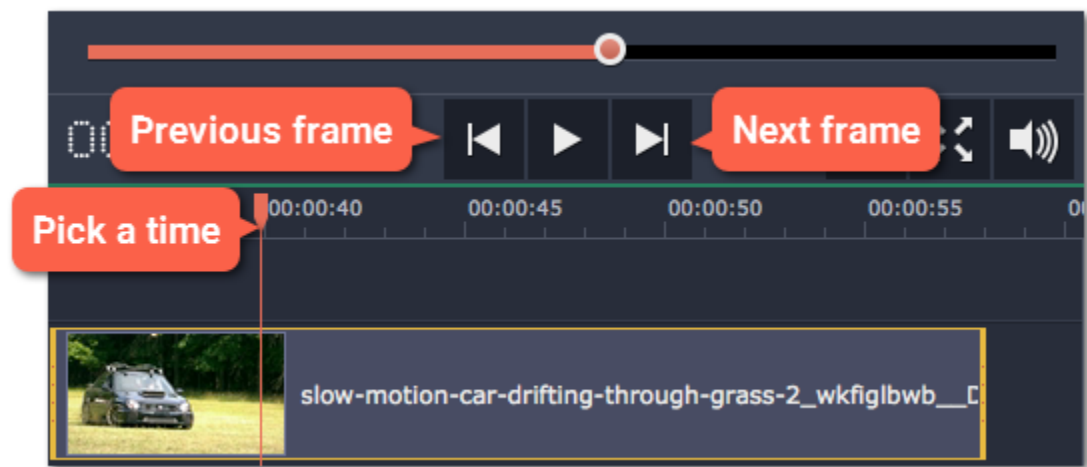 Previous frame
Next frame
Pick a time
00:00:40 00:00:45 00:00:50 00:00:55
slow-motion-car-drifting-through-grass-2_wkfiglbwb__